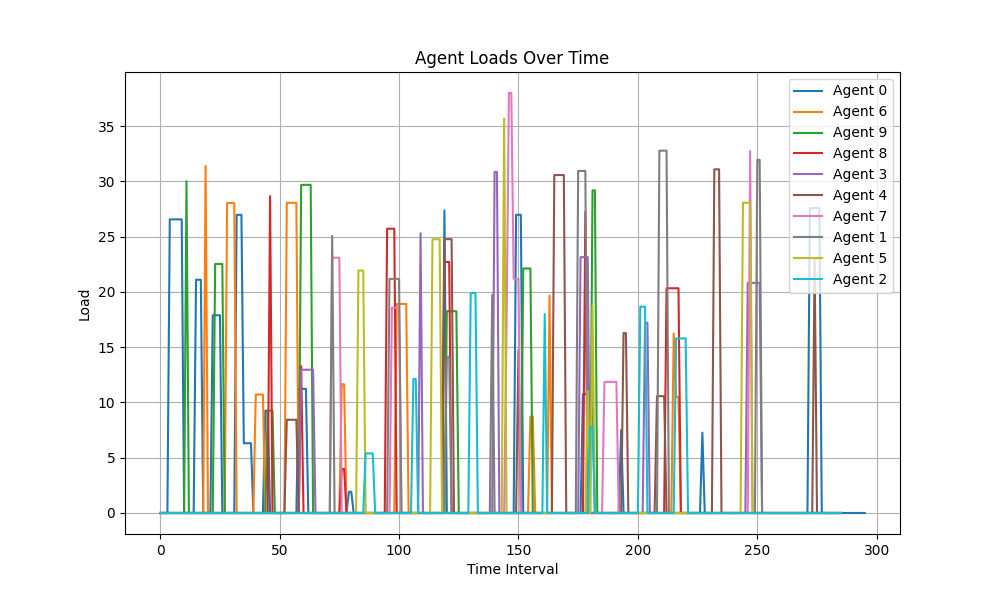 Agent Loads Over Time
Load
35
30
25
20
15
10
5
0
0 50 100 150 200 250 300
Time Interval
Agent 0
Agent 6
Agent 9
Agent 8
Agent 3
Agent 4
Agent 7
Agent 1
Agent 5
Agent 2